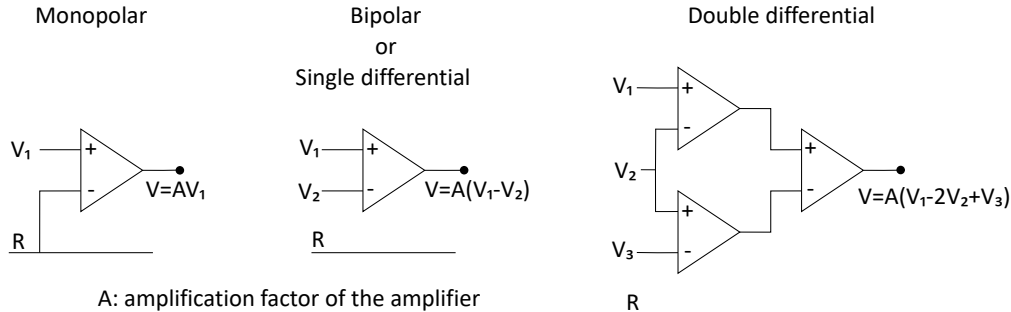 Monopolar
Bipolar
or
Single differential
Double differential
V₁
+
-
R
V=AV₁
V₁
V₂
+
-
R
V=A(V₁-V₂)
V₁
V₂
V₃
+
-
+
-
+
-
V=A(V₁-2V₂+V₃)
R
A: amplification factor of the amplifier